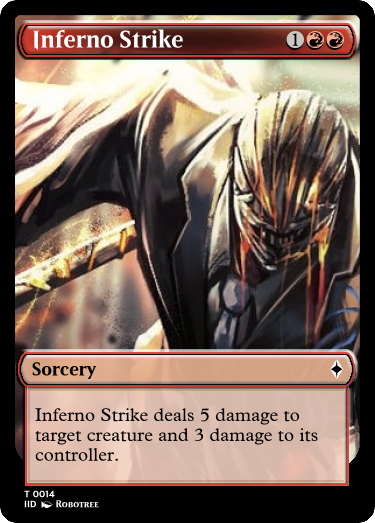 Inferno Strike 1
Sorcery
Inferno Strike deals 5 damage to
target creature and 3 damage to its
controller.
T 0014
IID Robotree